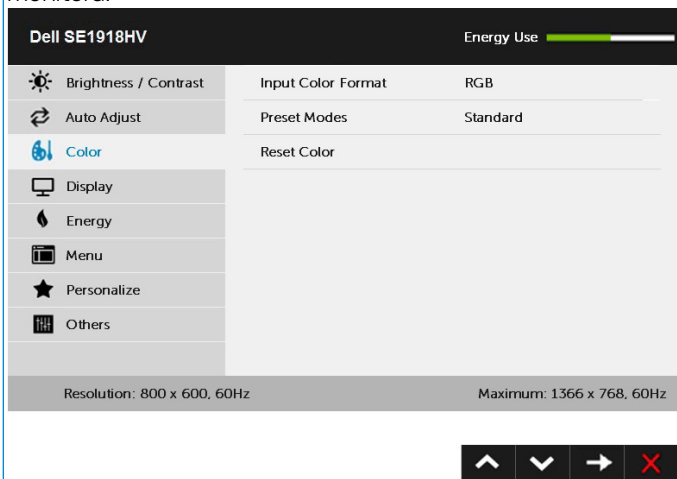 monitora.
Dell SE1918HV Energy Use
Brightness / Contrast Input Color Format RGB
Auto Adjust Preset Modes Standard
Color Reset Color
Display
Energy
Menu
Personalize
Others
Resolution: 800 x 600, 60Hz Maximum: 1366 x 768, 60Hz